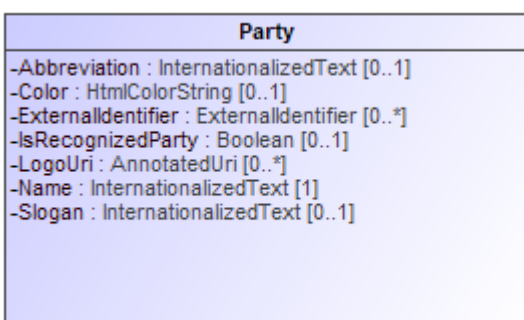 Party
-Abbreviation : InternationalizedText [0..1]
-Color : HtmlColorString [0..1]
-ExternalIdentifier : ExternalIdentifier [0..*]
-IsRecognizedParty : Boolean [0..1]
-LogoUri : AnnotatedUri [0..*]
-Name : InternationalizedText [1]
-Slogan : InternationalizedText [0..1]